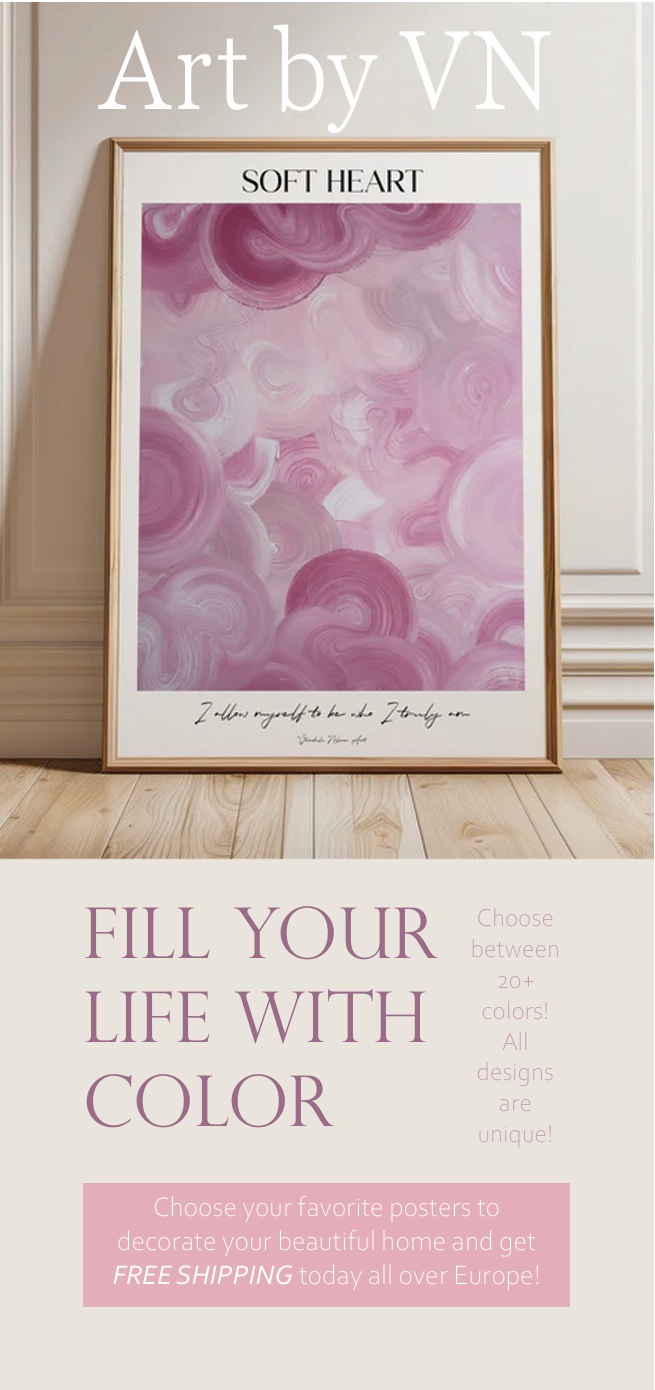 Art by VN
SOFT HEART
I allow myself to be who I truly am
FILL YOUR
LIFE WITH
COLOR
Choose
between
20+
colors!
All
designs
are
unique!
Choose your favorite posters to
decorate your beautiful home and get
FREE SHIPPING today all over Europe!